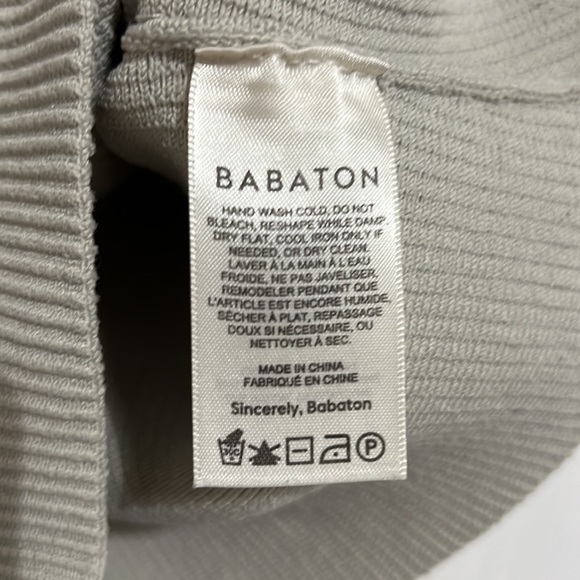 BABATON
HAND WASH COLD, DO NOT
BLEACH, RESHAPE WHILE DAMP.
DRY FLAT, COOL IRON ONLY IF
NEEDED, OR DRY CLEAN.
LAVER À LA MAIN À L'EAU
FROIDE, NE PAS JAVELISER,
REMODELER PENDANT QUE
L'ARTICLE EST ENCORE HUMIDE,
SÉCHER À PLAT, REPASSAGE
DOUX SI NÉCESSAIRE, OU
NETTOYER À SEC.
MADE IN CHINA
FABRIQUÉ EN CHINE
Sincerely, Babaton
30C P